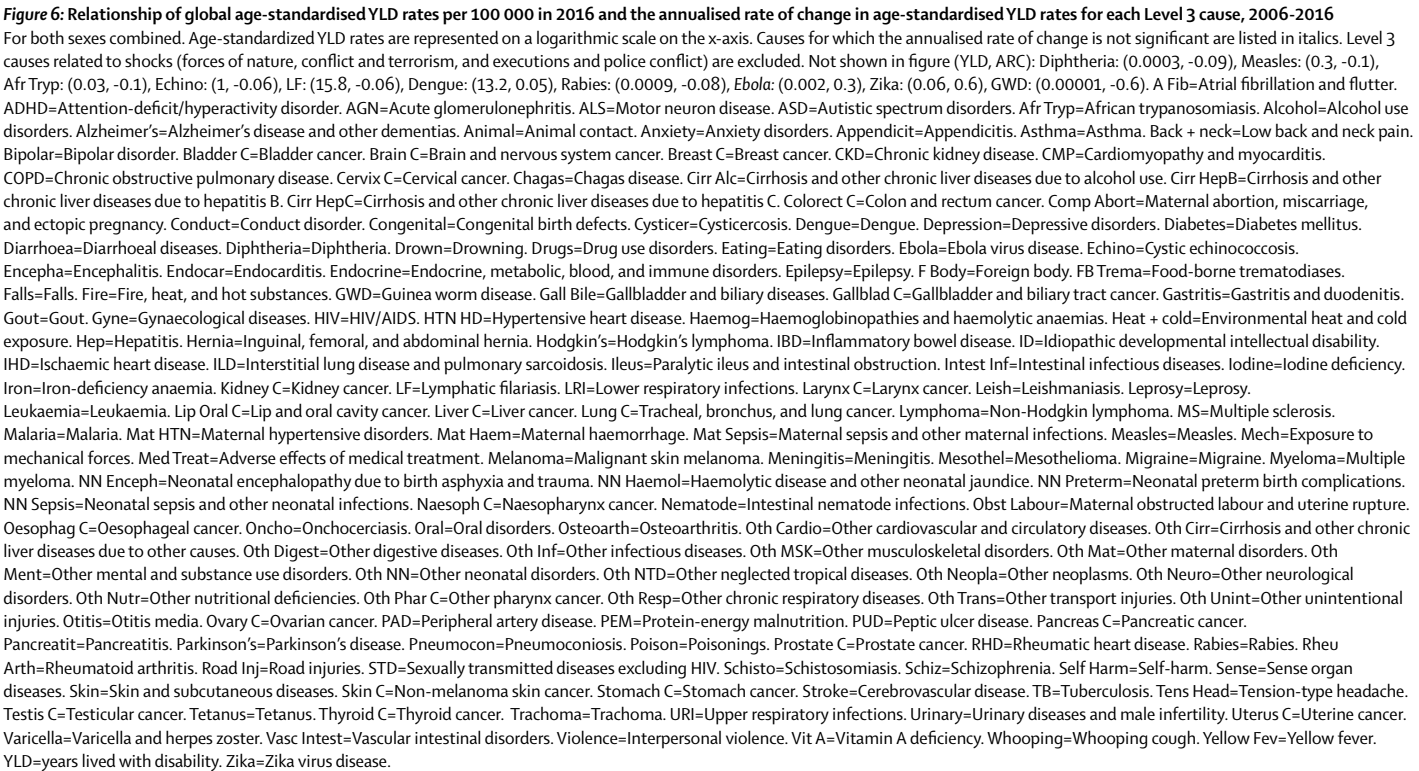 Figure 6: Relationship of global age-standardised YLD rates per 100 000 in 2016 and the annualised rate of change in age-standardised YLD rates for each Level 3 cause, 2006-2016
For both sexes combined. Age-standardized YLD rates are represented on a logarithmic scale on the x-axis. Causes for which the annualised rate of change is not significant are listed in italics. Level 3
causes related to shocks (forces of nature, conflict and terrorism, and executions and police conflict) are excluded. Not shown in figure (YLD, ARC): Diphtheria: (0.0003, -0.09), Measles: (0.3, -0.1),
Afr Tryp: (0.03, -0.1), Echino: (1, -0.06), LF: (15.8, -0.06), Dengue: (13.2, 0.05), Rabies: (0.0009, -0.08), Ebola: (0.002, 0.3), Zika: (0.06, 0.6), GWD: (0.00001, -0.6). A Fib=Atrial fibrillation and flutter.
ADHD=Attention-deficit/hyperactivity disorder. AGN=Acute glomerulonephritis. ALS=Motor neuron disease. ASD=Autistic spectrum disorders. Afr Tryp=African trypanosomiasis. Alcohol=Alcohol use
disorders. Alzheimer's=Alzheimer's disease and other dementias. Animal=Animal contact. Anxiety=Anxiety disorders. Appendicit=Appendicitis. Asthma=Asthma. Back + neck=Low back and neck pain.
Bipolar=Bipolar disorder. Bladder C=Bladder cancer. Brain C=Brain and nervous system cancer. Breast C=Breast cancer. CKD=Chronic kidney disease. CMP=Cardiomyopathy and myocarditis.
COPD=Chronic obstructive pulmonary disease. Cervix C=Cervical cancer. Chagas=Chagas disease. Cirr Alc=Cirrhosis and other chronic liver diseases due to alcohol use. Cirr HepB=Cirrhosis and other
chronic liver diseases due to hepatitis B. Cirr HepC=Cirrhosis and other chronic liver diseases due to hepatitis C. Colorect C=Colon and rectum cancer. Comp Abort=Maternal abortion, miscarriage,
and ectopic pregnancy. Conduct=Conduct disorder. Congenital=Congenital birth defects. Cysticer=Cysticercosis. Dengue=Dengue. Depression=Depressive disorders. Diabetes=Diabetes mellitus.
Diarrhoea=Diarrhoeal diseases. Diphtheria=Diphtheria. Drown=Drowning. Drugs=Drug use disorders. Eating=Eating disorders. Ebola=Ebola virus disease. Echino=Cystic echinococcosis.
Encepha=Encephalitis. Endocar=Endocarditis. Endocrine=Endocrine, metabolic, blood, and immune disorders. Epilepsy=Epilepsy. F Body=Foreign body. FB Trema=Food-borne trematodiases.
Falls=Falls. Fire=Fire, heat, and hot substances. GWD=Guinea worm disease. Gall Bile=Gallbladder and biliary diseases. Gallblad C=Gallbladder and biliary tract cancer. Gastritis=Gastritis and duodenitis.
Gout=Gout. Gyne=Gynaecological diseases. HIV=HIV/AIDS. HTN HD=Hypertensive heart disease. Haemog=Haemoglobinopathies and haemolytic anaemias. Heat + cold=Environmental heat and cold
exposure. Hep=Hepatitis. Hernia=Inguinal, femoral, and abdominal hernia. Hodgkin's=Hodgkin's lymphoma. IBD=Inflammatory bowel disease. ID=Idiopathic developmental intellectual disability.
IHD=Ischaemic heart disease. ILD=Interstitial lung disease and pulmonary sarcoidosis. Ileus=Paralytic ileus and intestinal obstruction. Intest Inf=Intestinal infectious diseases. Iodine=Iodine deficiency.
Iron=Iron-deficiency anaemia. Kidney C=Kidney cancer. LF=Lymphatic filariasis. LRI=Lower respiratory infections. Larynx C=Larynx cancer. Leish=Leishmaniasis. Leprosy=Leprosy.
Leukaemia=Leukaemia. Lip Oral C=Lip and oral cavity cancer. Liver C=Liver cancer. Lung C=Tracheal, bronchus, and lung cancer. Lymphoma=Non-Hodgkin lymphoma. MS=Multiple sclerosis.
Malaria=Malaria. Mat HTN=Maternal hypertensive disorders. Mat Haem=Maternal haemorrhage. Mat Sepsis=Maternal sepsis and other maternal infections. Measles=Measles. Mech=Exposure to
mechanical forces. Med Treat=Adverse effects of medical treatment. Melanoma=Malignant skin melanoma. Meningitis=Meningitis. Mesothel=Mesothelioma. Migraine=Migraine. Myeloma=Multiple
myeloma. NN Enceph=Neonatal encephalopathy due to birth asphyxia and trauma. NN Haemol=Haemolytic disease and other neonatal jaundice. NN Preterm=Neonatal preterm birth complications.
NN Sepsis=Neonatal sepsis and other neonatal infections. Naesoph C=Naesopharynx cancer. Nematode=Intestinal nematode infections. Obst Labour=Maternal obstructed labour and uterine rupture.
Oesophag C=Oesophageal cancer. Oncho=Onchocerciasis. Oral=Oral disorders. Osteoarth=Osteoarthritis. Oth Cardio=Other cardiovascular and circulatory diseases. Oth Cirr=Cirrhosis and other chronic
liver diseases due to other causes. Oth Digest=Other digestive diseases. Oth Inf=Other infectious diseases. Oth MSK=Other musculoskeletal disorders. Oth Mat=Other maternal disorders. Oth
Ment=Other mental and substance use disorders. Oth NN=Other neonatal disorders. Oth NTD=Other neglected tropical diseases. Oth Neopla=Other neoplasms. Oth Neuro=Other neurological
disorders. Oth Nutr=Other nutritional deficiencies. Oth Phar C=Other pharynx cancer. Oth Resp=Other chronic respiratory diseases. Oth Trans=Other transport injuries. Oth Unint=Other unintentional
injuries. Otitis=Otitis media. Ovary C=Ovarian cancer. PAD=Peripheral artery disease. PEM=Protein-energy malnutrition. PUD=Peptic ulcer disease. Pancreas C=Pancreatic cancer.
Pancreatit=Pancreatitis. Parkinson's=Parkinson's disease. Pneumocon=Pneumoconiosis. Poison=Poisonings. Prostate C=Prostate cancer. RHD=Rheumatic heart disease. Rabies=Rabies. Rheu
Arth=Rheumatoid arthritis. Road Inj=Road injuries. STD=Sexually transmitted diseases excluding HIV. Schisto=Schistosomiasis. Schiz=Schizophrenia. Self Harm=Self-harm. Sense=Sense organ
diseases. Skin=Skin and subcutaneous diseases. Skin C=Non-melanoma skin cancer. Stomach C=Stomach cancer. Stroke=Cerebrovascular disease. TB=Tuberculosis. Tens Head=Tension-type headache.
Testis C=Testicular cancer. Tetanus=Tetanus. Thyroid C=Thyroid cancer. Trachoma=Trachoma. URI=Upper respiratory infections. Urinary=Urinary diseases and male infertility. Uterus C=Uterine cancer.
Varicella=Varicella and herpes zoster. Vasc Intest=Vascular intestinal disorders. Violence=Interpersonal violence. Vit A=Vitamin A deficiency. Whooping=Whooping cough. Yellow Fev=Yellow fever.
YLD=years lived with disability. Zika=Zika virus disease.